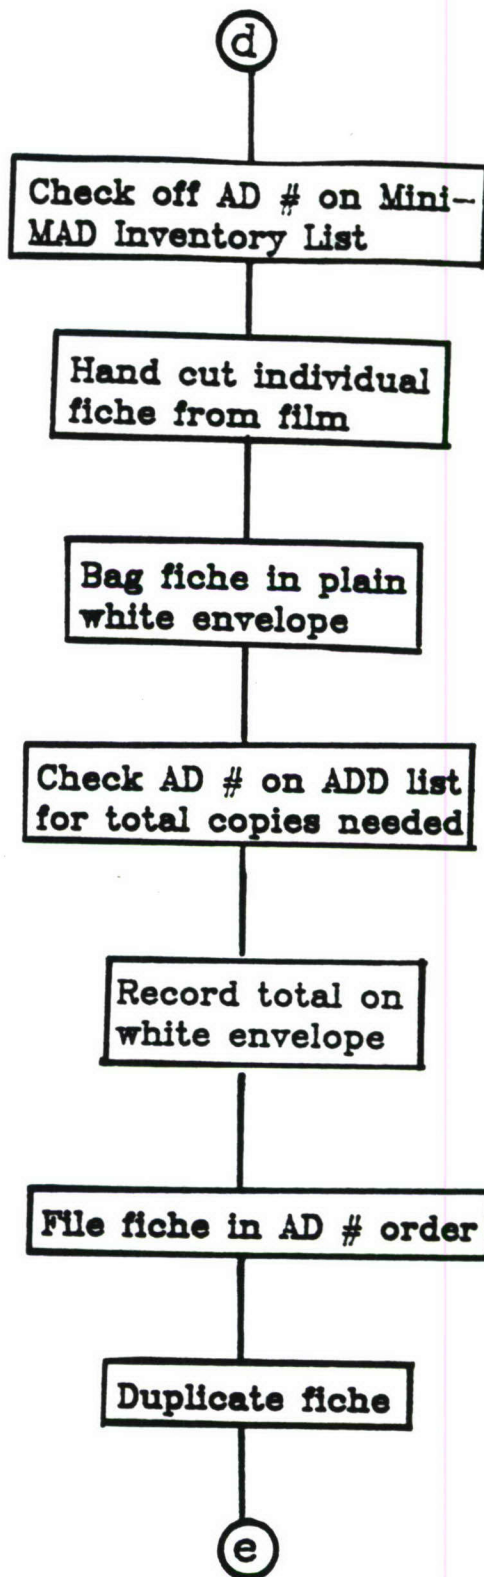 d
Check off AD # on Mini-
MAD Inventory List
Hand cut individual
fiche from film
Bag fiche in plain
white envelope
Check AD # on ADD list
for total copies needed
Record total on
white envelope
File fiche in AD # order
Duplicate fiche
e